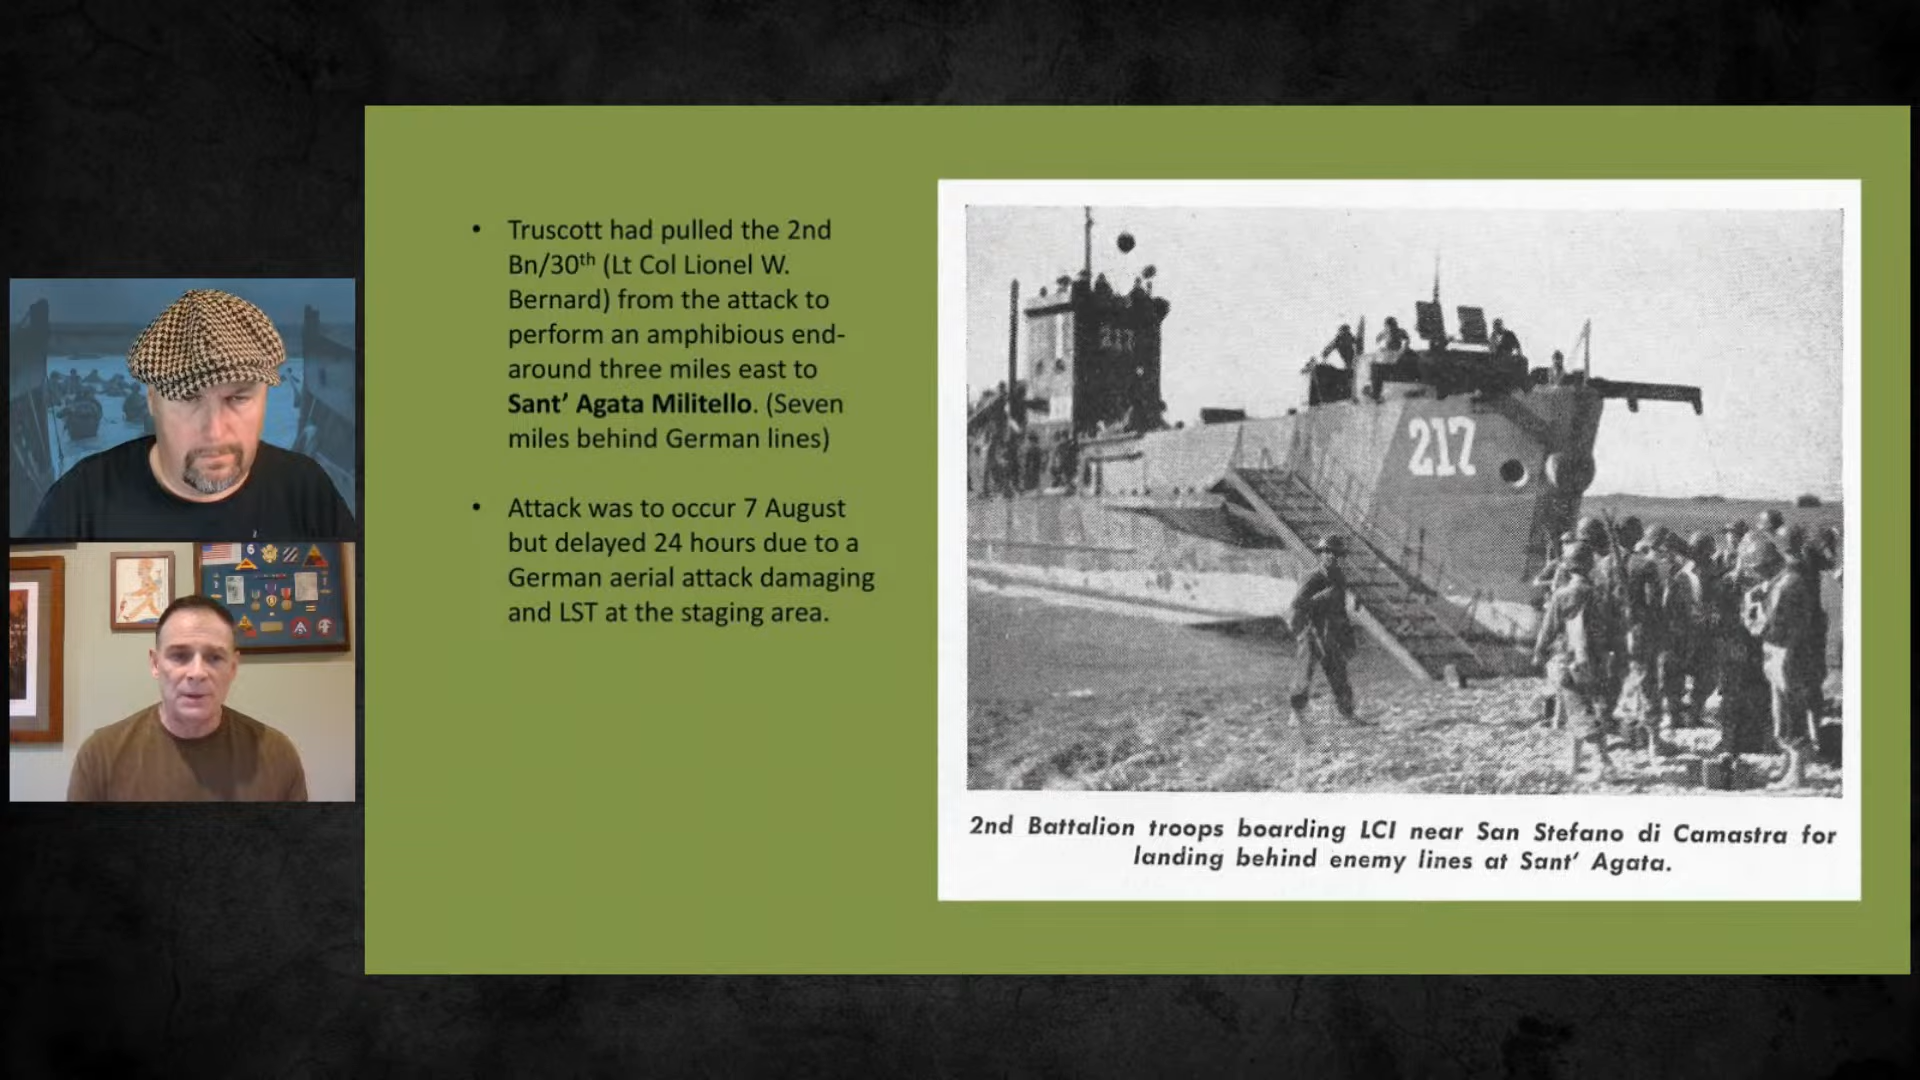 • Truscott had pulled the 2nd
Bn/30th (Lt Col Lionel W.
Bernard) from the attack to
perform an amphibious end-
around three miles east to
Sant’ Agata Militello. (Seven
miles behind German lines)
• Attack was to occur 7 August
but delayed 24 hours due to a
German aerial attack damaging
and LST at the staging area.
217
217
2nd Battalion troops boarding LCI near San Stefano di Camastra for
landing behind enemy lines at Sant’ Agata.